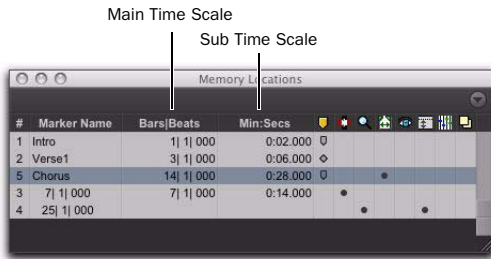 Main Time Scale
Sub Time Scale
Memory Locations
# Marker Name Bars|Beats Min:Secs
1 Intro 1| 1| 000 0:02.000
2 Verse1 3| 1| 000 0:06.000
5 Chorus 14| 1| 000 0:28.000
3 7| 1| 000 7| 1| 000 0:14.000
4 25| 1| 000